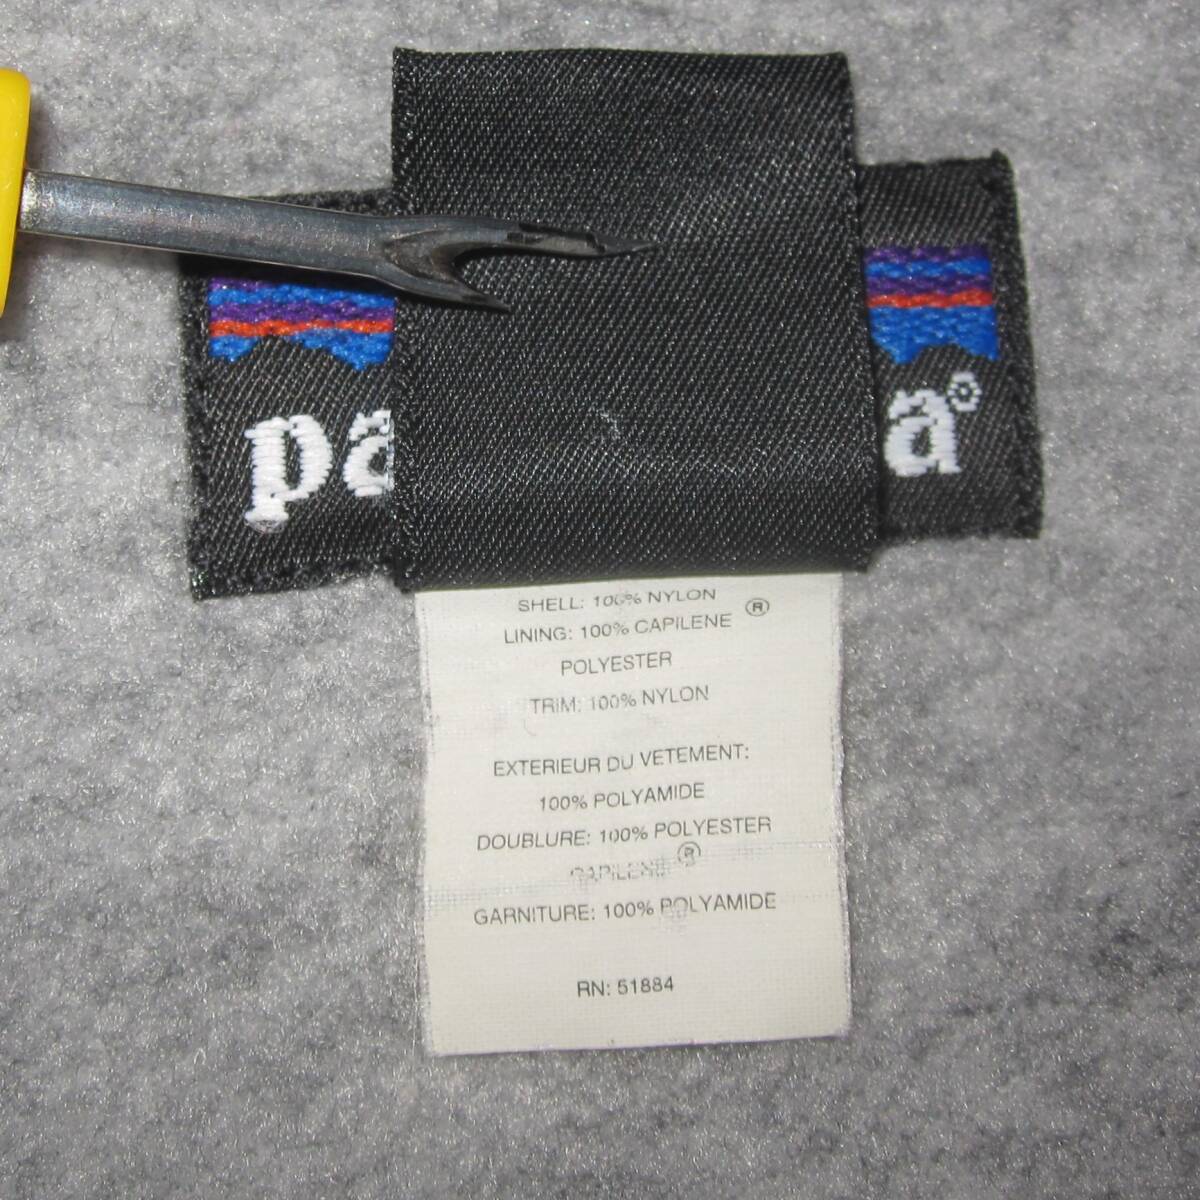 pa a®
SHELL: 100% NYLON
LINING: 100% CAPILENE ®
POLYESTER
TRIM: 100% NYLON
EXTERIEUR DU VETEMENT:
100% POLYAMIDE
DOUBLURE: 100% POLYESTER
CAPILENE ®
GARNITURE: 100% POLYAMIDE
RN: 51884